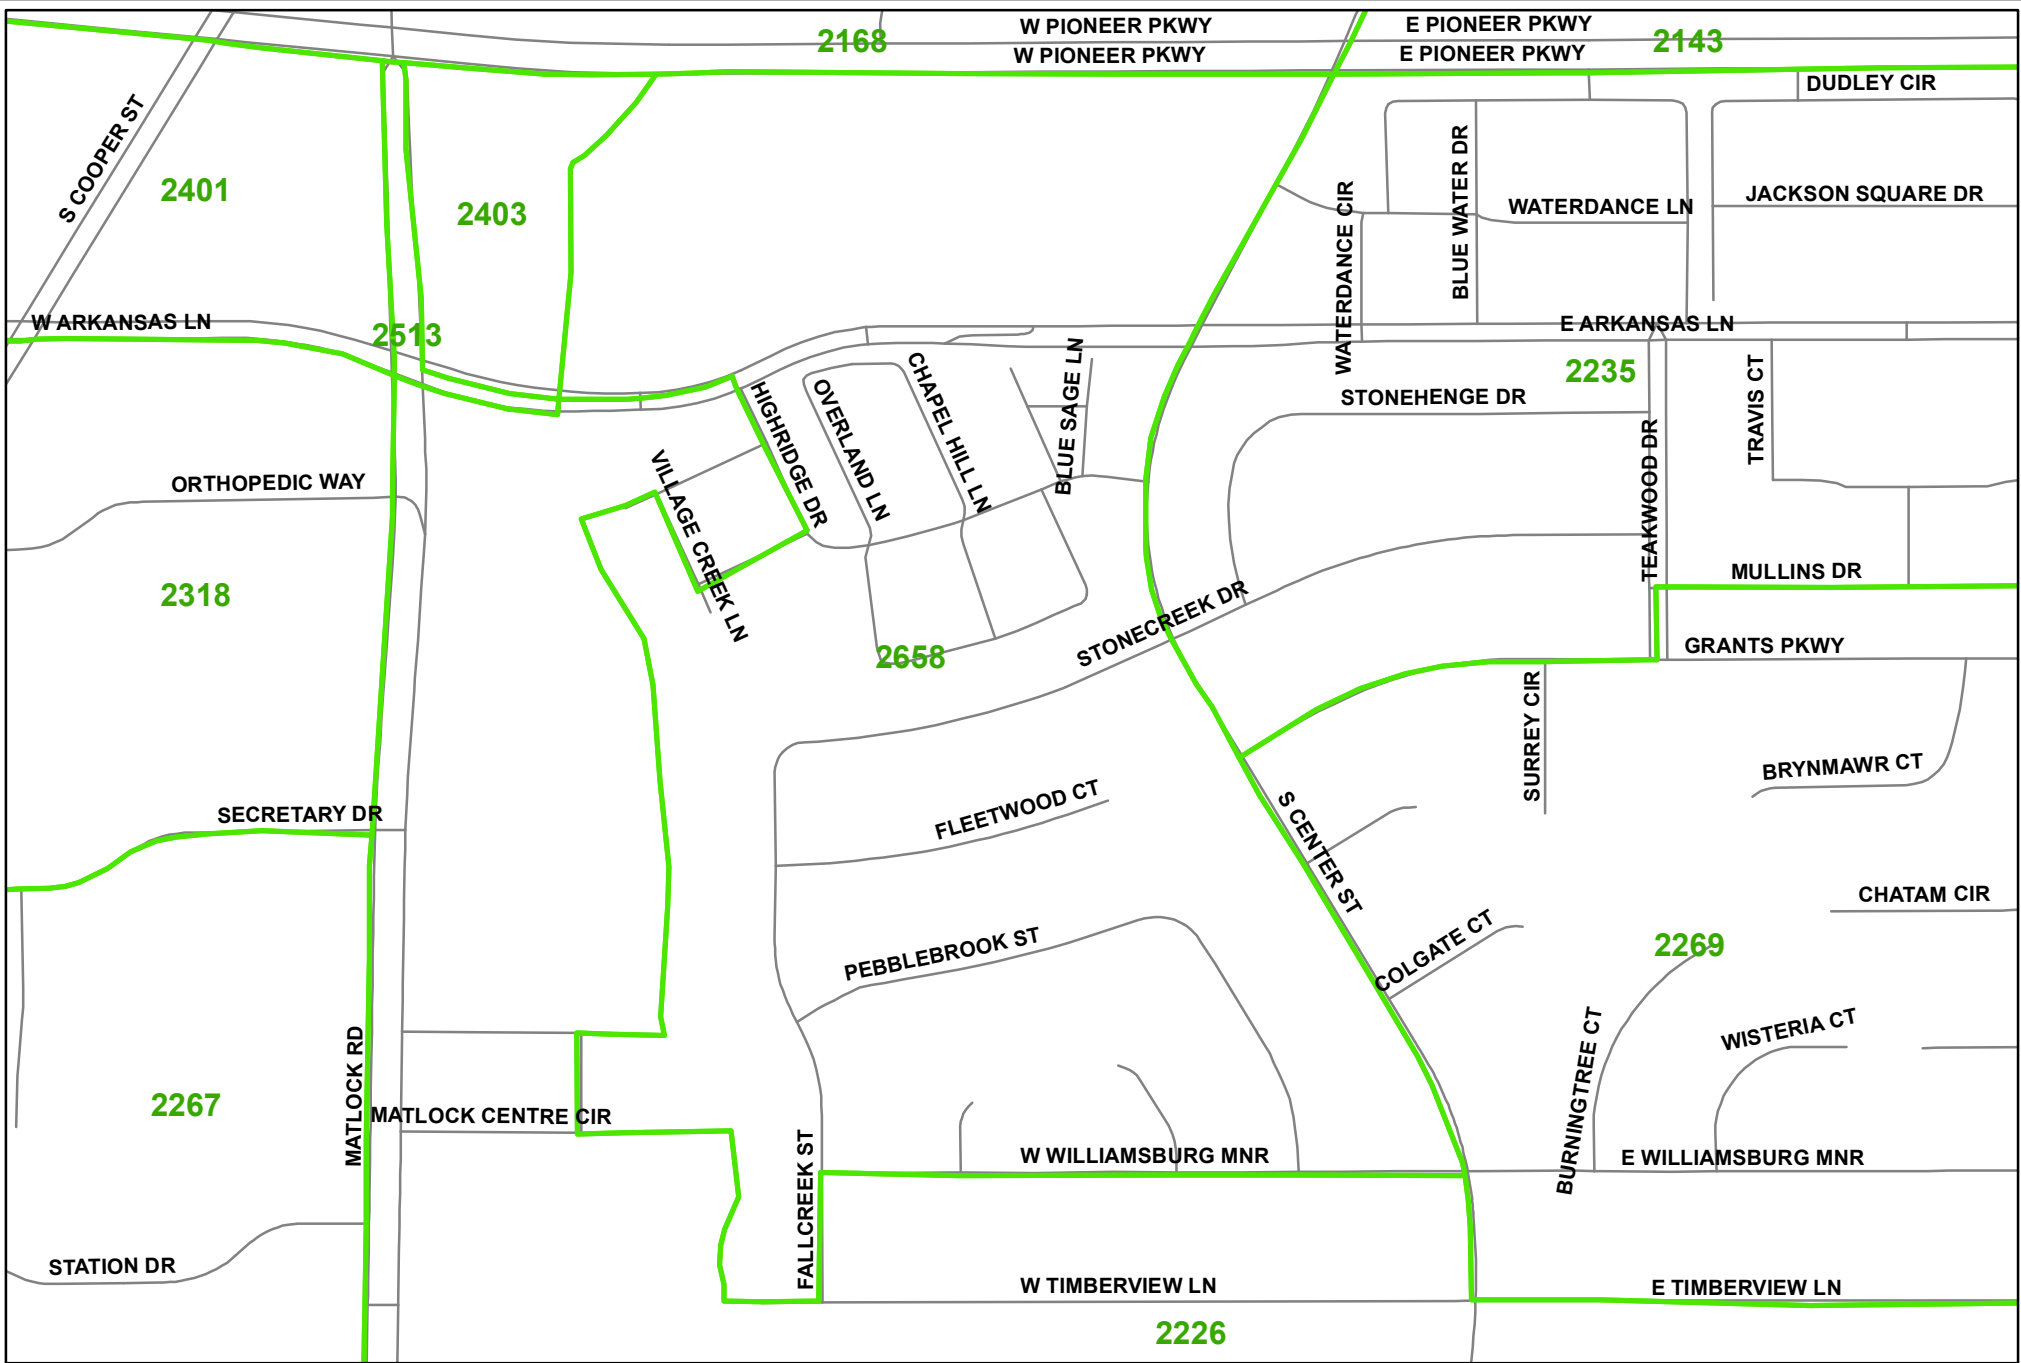 W PIONEER PKWY
E PIONEER PKWY
2168
2143
W PIONEER PKWY
E PIONEER PKWY
DUDLEY CIR
S COOPER ST
2401
2403
BLUE WATER DR
WATERDANCE CIR
WATERDANCE LN
JACKSON SQUARE DR
W ARKANSAS LN
2513
E ARKANSAS LN
2235
STONEHENGE DR
TRAVIS CT
HIGHRIDGE DR
OVERLAND LN
CHAPEL HILL LN
BLUE SAGE LN
TEAKWOOD DR
ORTHOPEDIC WAY
VILLAGE CREEK LN
2318
MULLINS DR
STONECREEK DR
2658
GRANTS PKWY
SURREY CIR
BRYNMAWR CT
SECRETARY DR
FLEETWOOD CT
S CENTER ST
CHATAM CIR
PEBBLEBROOK ST
COLGATE CT
2269
MATLOCK RD
BURNINGTREE CT
WISTERIA CT
2267
MATLOCK CENTRE CIR
FALLCREEK ST
W WILLIAMSBURG MNR
E WILLIAMSBURG MNR
STATION DR
W TIMBERVIEW LN
E TIMBERVIEW LN
2226